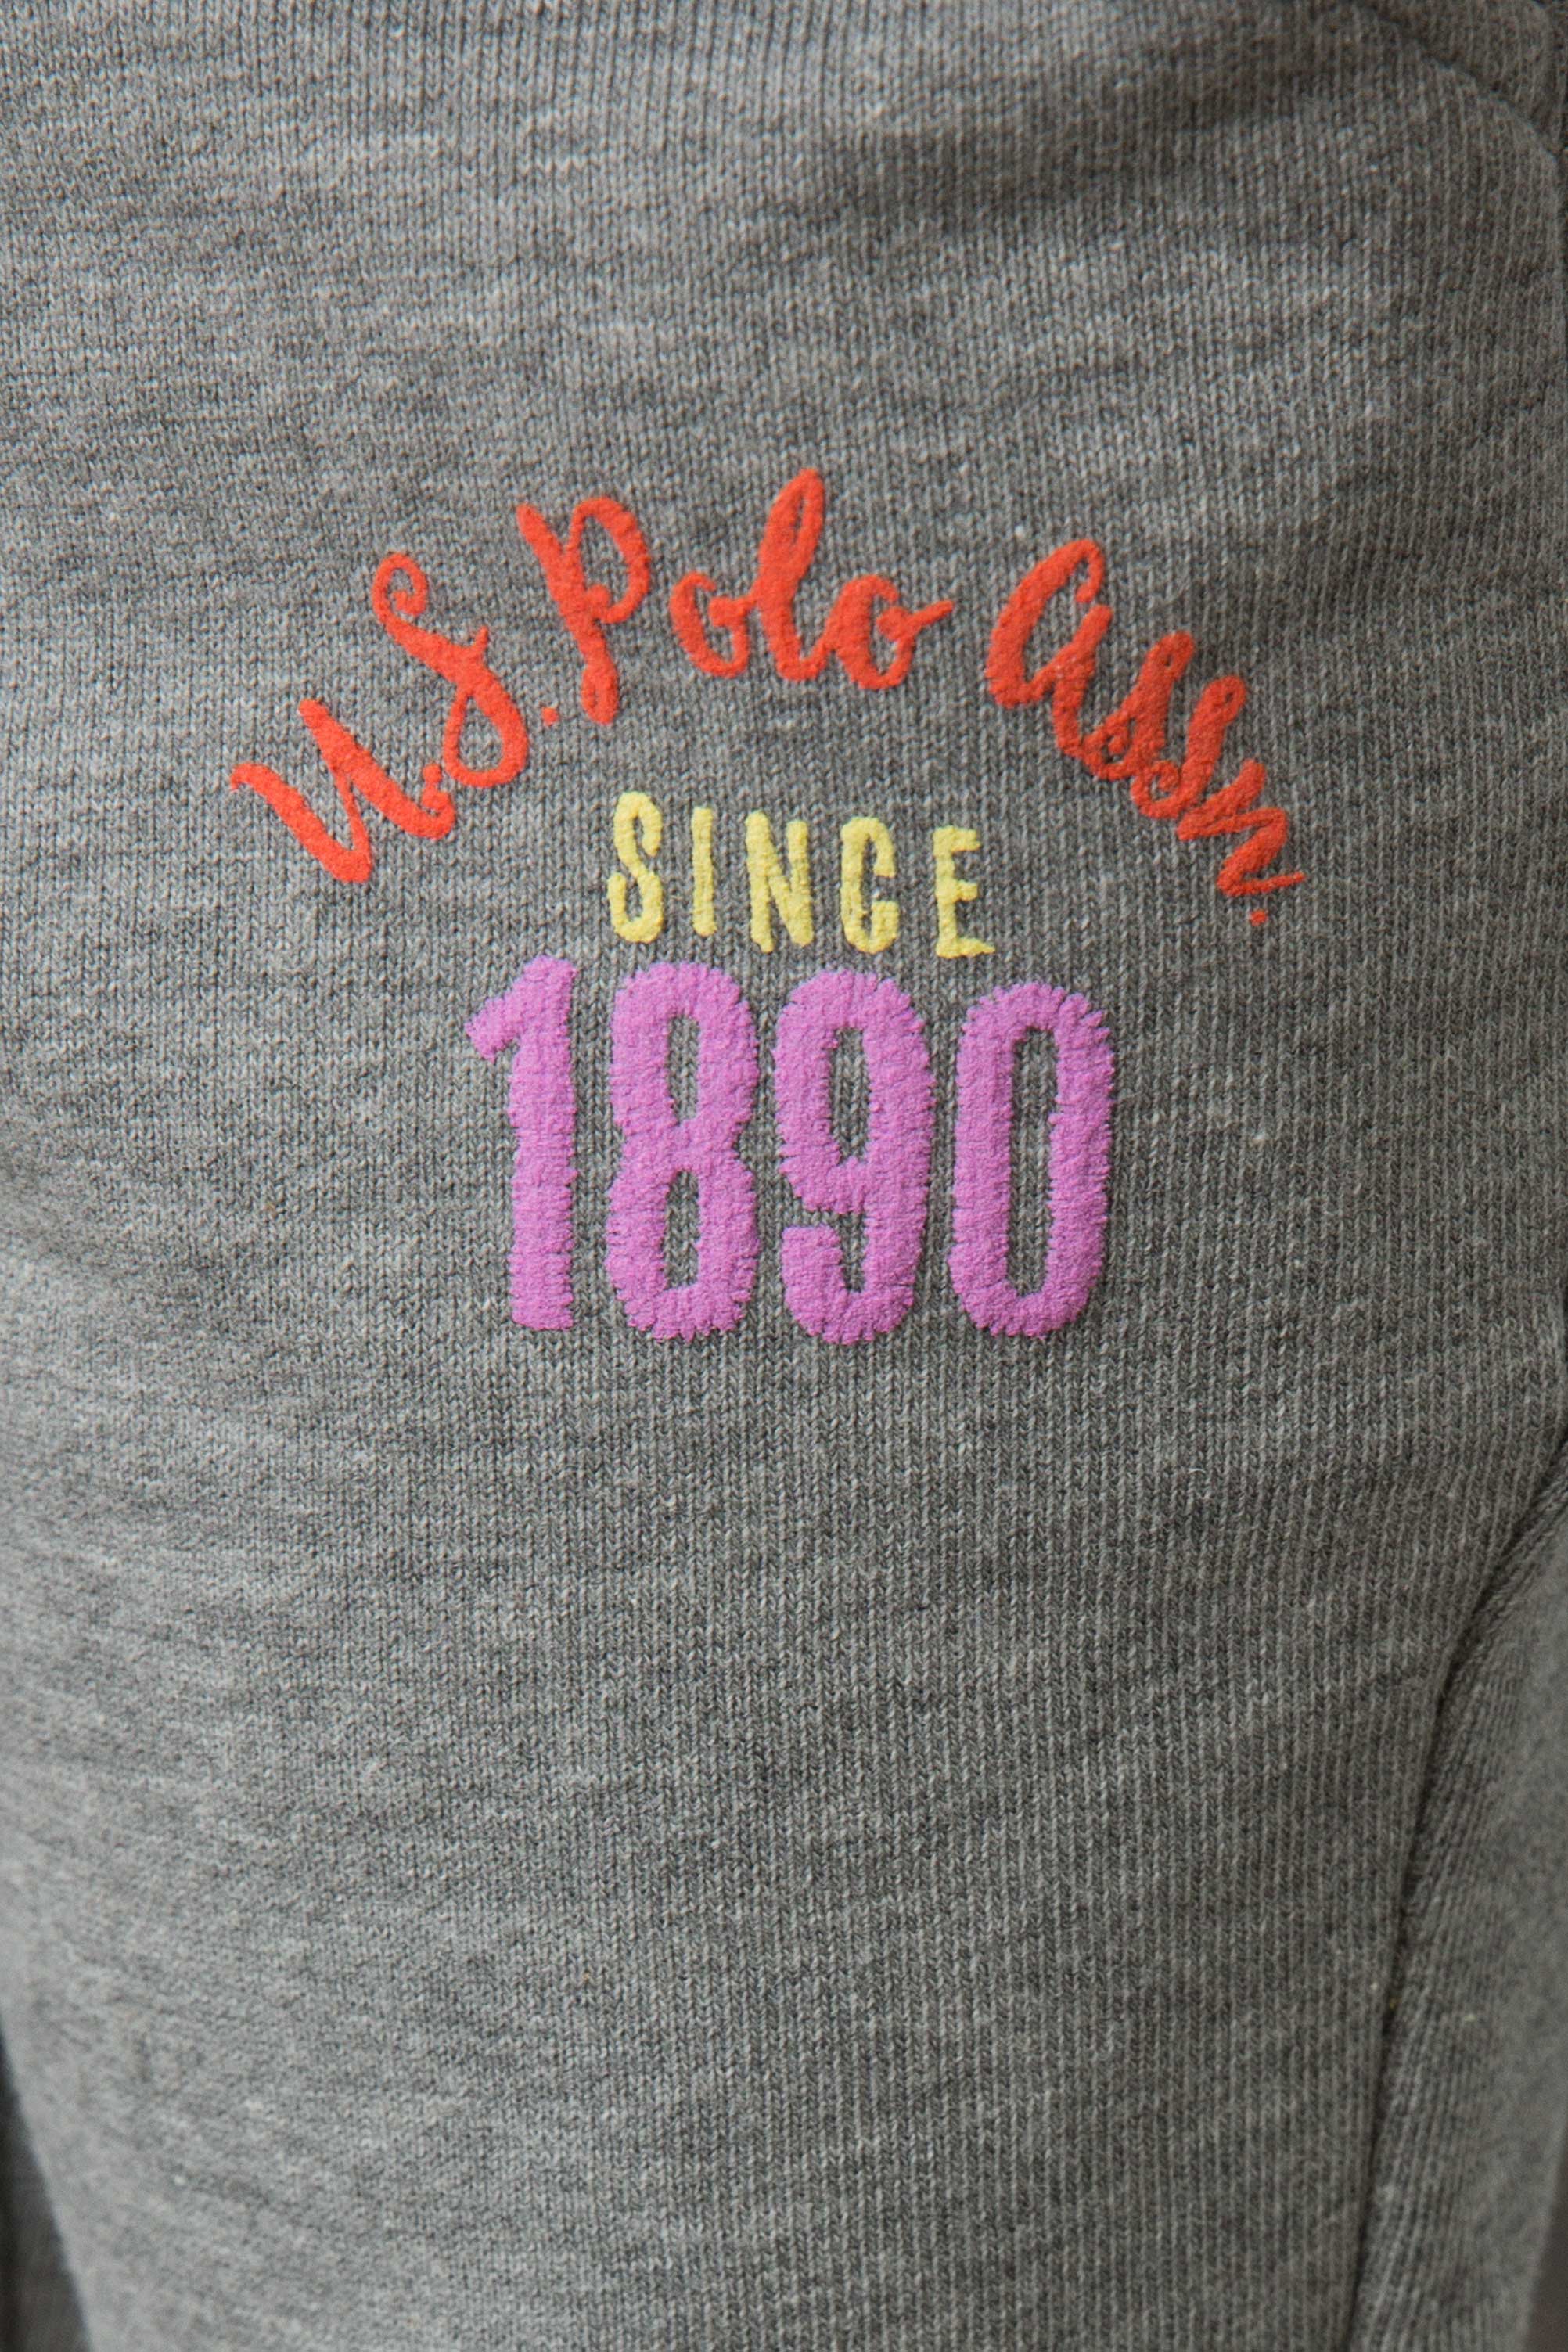 U.S. Polo Assn.
SINCE
1890